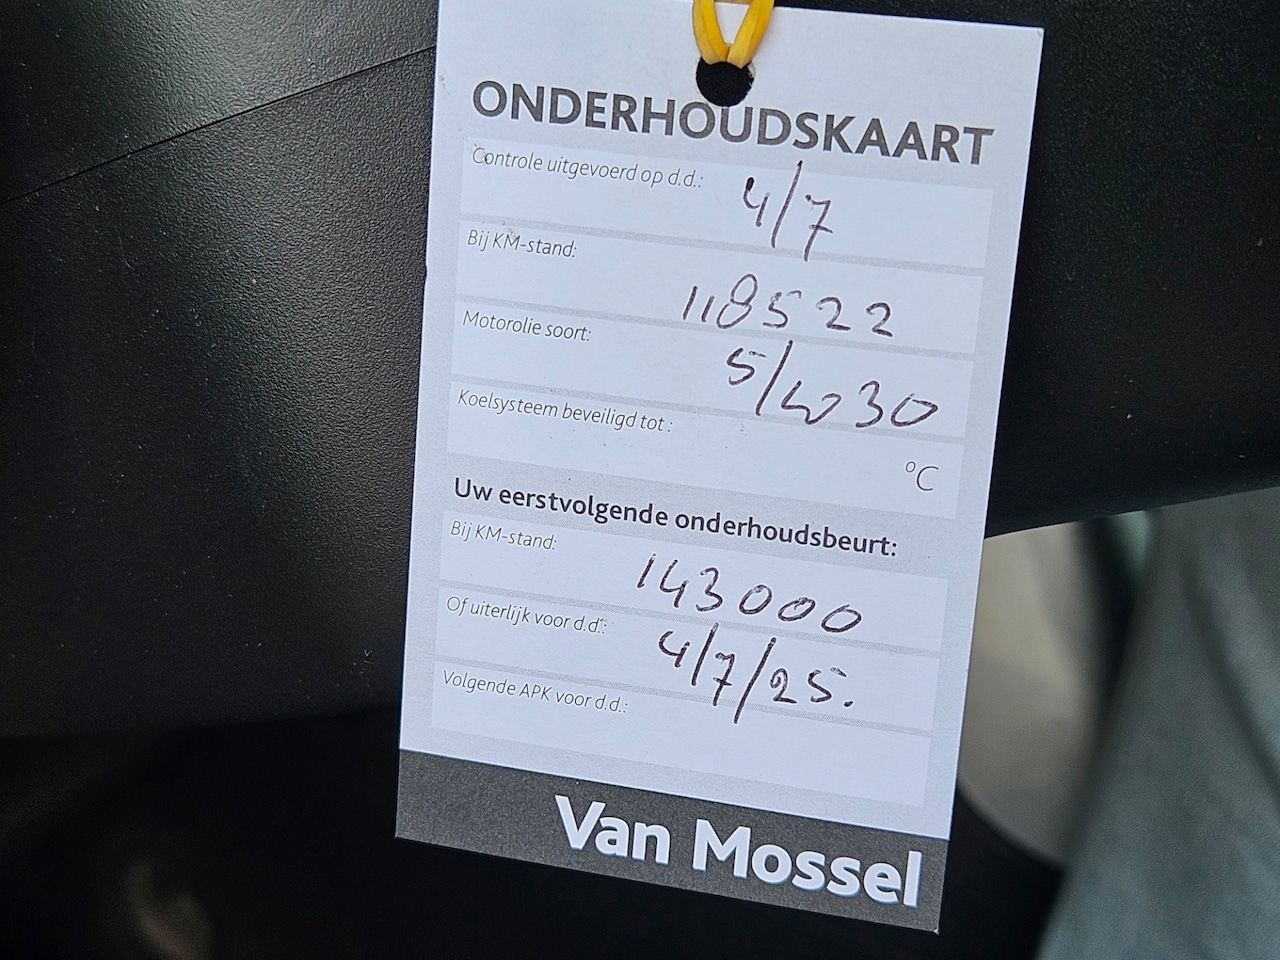 ONDERHOUDSKAART
Controle uitgevoerd op d.d.: 4/7
Bij KM-stand: 118522
Motorolie soort: 5/w 30
Koelsysteem beveiligd tot : °C
Uw eerstvolgende onderhoudsbeurt:
Bij KM-stand: 143000
Of uiterlijk voor d.d.: 4/7/25.
Volgende APK voor d.d.:
Van Mossel